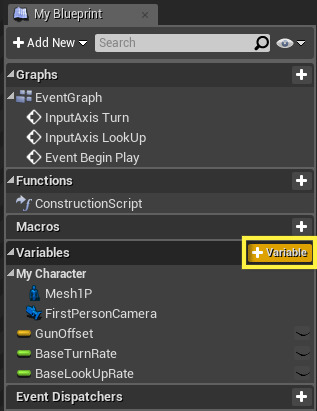 My Blueprint
Add New
Search
Graphs
EventGraph
InputAxis Turn
InputAxis LookUp
Event Begin Play
Functions
ConstructionScript
Macros
Variables
Variable
My Character
Mesh1P
FirstPersonCamera
GunOffset
BaseTurnRate
BaseLookUpRate
Event Dispatchers